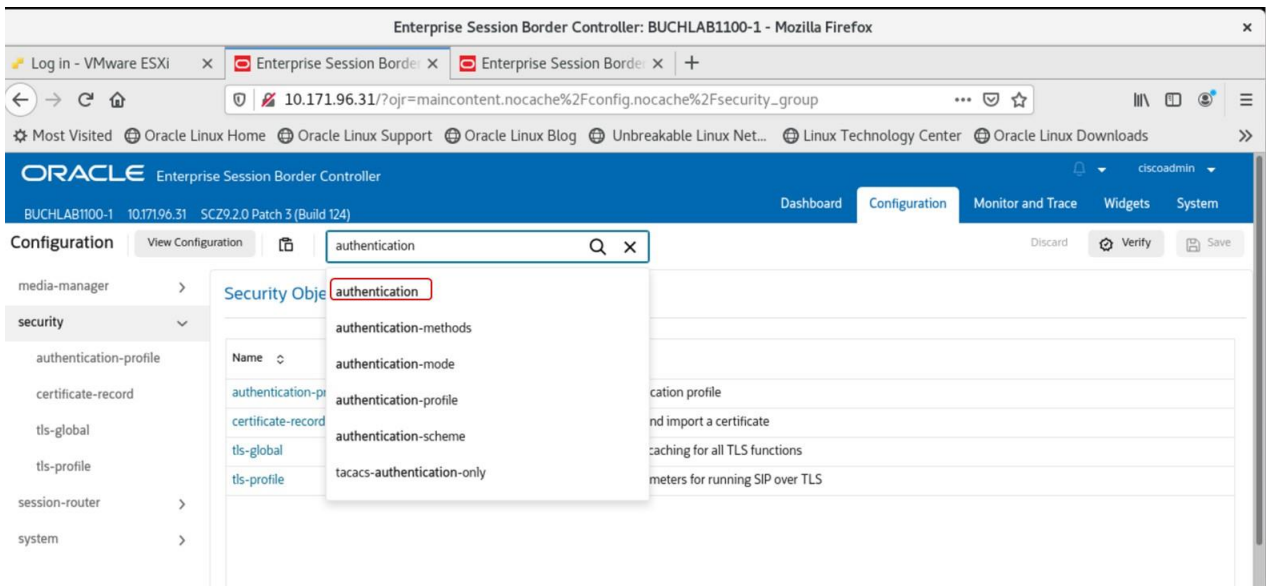 Enterprise Session Border Controller: BUCHLAB1100-1 - Mozilla Firefox ×
Log in - VMware ESXi × Enterprise Session Border × Enterprise Session Border × +
10.171.96.31/?ojr=maincontent.nocache%2Fconfig.nocache%2Fsecurity_group
Most Visited Oracle Linux Home Oracle Linux Support Oracle Linux Blog Unbreakable Linux Net... Linux Technology Center Oracle Linux Downloads
ORACLE Enterprise Session Border Controller ciscoadmin
BUCHLAB1100-1 10.171.96.31 SCZ9.2.0 Patch 3 (Build 124) Dashboard Configuration Monitor and Trace Widgets System
Configuration View Configuration authentication Discard Verify Save
media-manager Security Obje authentication
security authentication-methods
authentication-profile Name authentication-mode
authentication-pr authentication-profile cation profile
certificate-record certificate-record nd import a certificate
tls-global authentication-scheme
tls-global caching for all TLS functions
tls-profile tacacs-authentication-only
tls-profile meters for running SIP over TLS
session-router
system